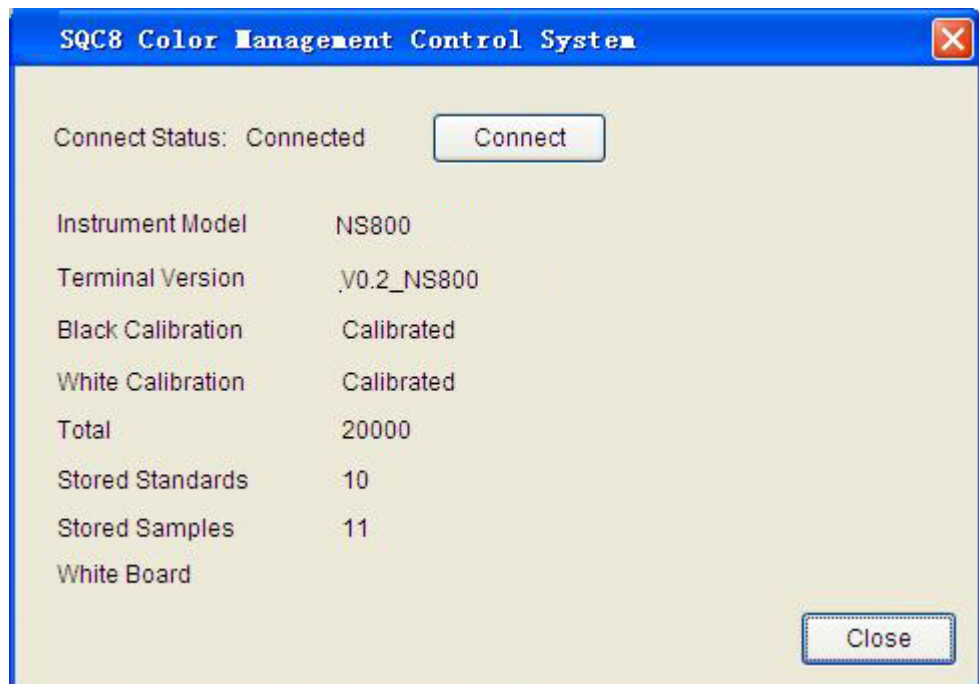 SQC8 Color Management Control System
Connect Status: Connected Connect
Instrument Model NS800
Terminal Version V0.2_NS800
Black Calibration Calibrated
White Calibration Calibrated
Total 20000
Stored Standards 10
Stored Samples 11
White Board
Close